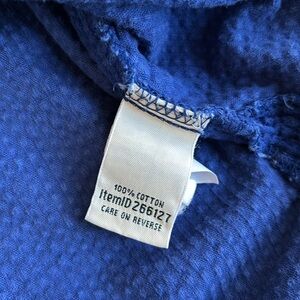 100% COTTON
ItemID 266127
CARE ON REVERSE